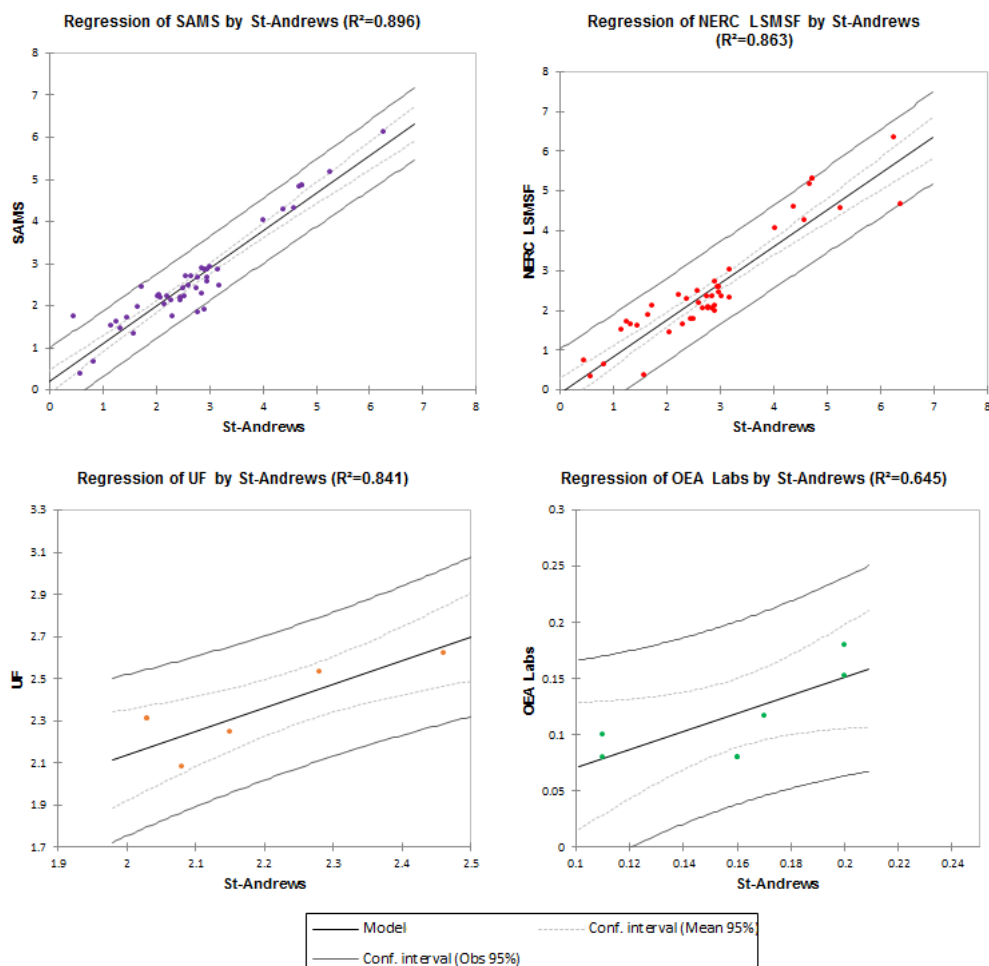 Regression of SAMS by St-Andrews (R²=0.896)
8
7
6
5
4
3
2
1
0
SAMS
0 1 2 3 4 5 6 7 8
St-Andrews
Regression of NERC LSMSF by St-Andrews
(R²=0.863)
8
7
6
5
4
3
2
1
0
NERC LSMSF
0 1 2 3 4 5 6 7 8
St-Andrews
Regression of UF by St-Andrews (R²=0.841)
3.3
3.1
2.9
2.7
2.5
2.3
2.1
1.9
1.7
UF
1.9 2 2.1 2.2 2.3 2.4 2.5
St-Andrews
Regression of OEA Labs by St-Andrews (R²=0.645)
0.3
0.25
0.2
0.15
0.1
0.05
0
OEA Labs
0.1 0.12 0.14 0.16 0.18 0.2 0.22 0.24
St-Andrews
Model
Conf. interval (Mean 95%)
Conf. interval (Obs 95%)